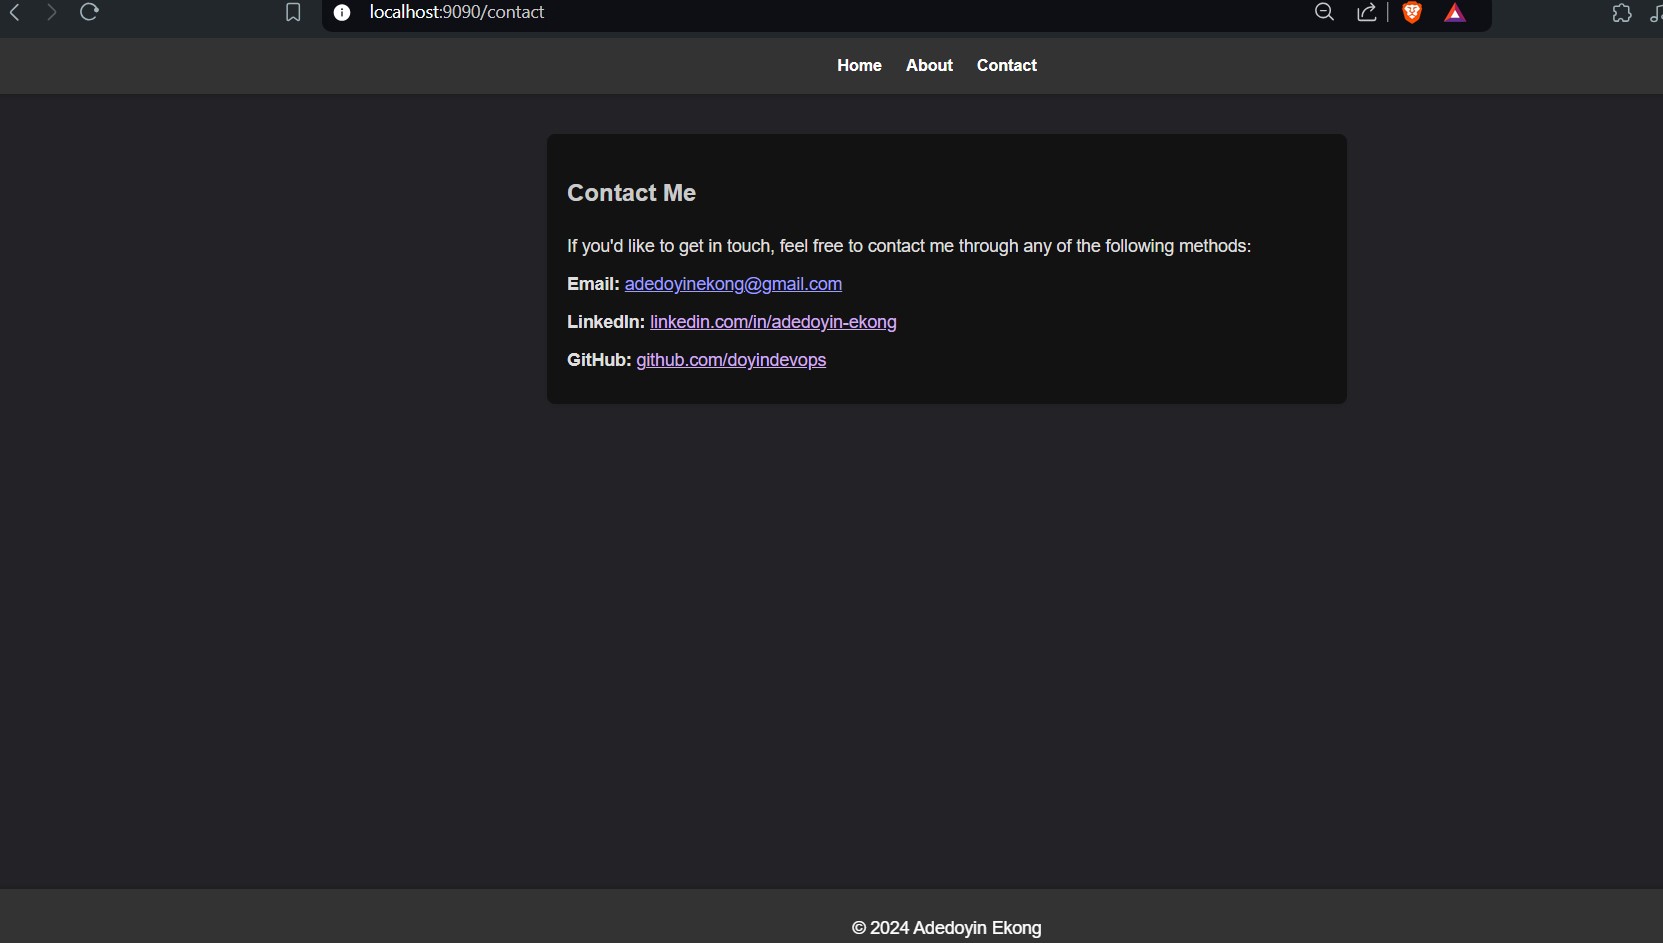 localhost:9090/contact
Home About Contact
Contact Me
If you'd like to get in touch, feel free to contact me through any of the following methods:
Email: adedoyinekong@gmail.com
LinkedIn: linkedin.com/in/adedoyin-ekong
GitHub: github.com/doyindevops
© 2024 Adedoyin Ekong